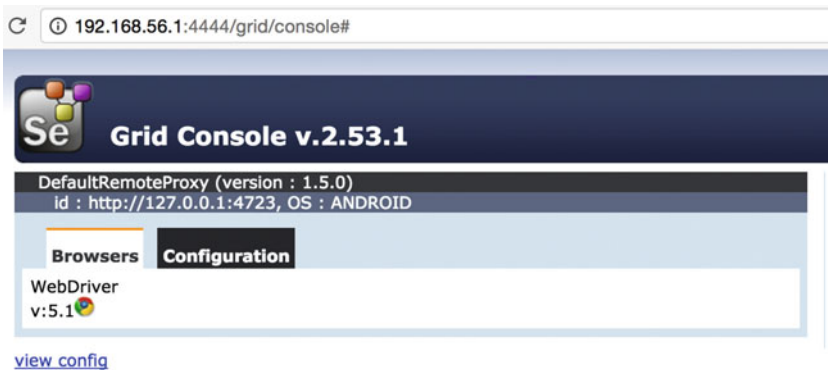 192.168.56.1:4444/grid/console#
Se
Grid Console v.2.53.1
DefaultRemoteProxy (version : 1.5.0)
id : http://127.0.0.1:4723, OS : ANDROID
Browsers Configuration
WebDriver
v:5.1
view config